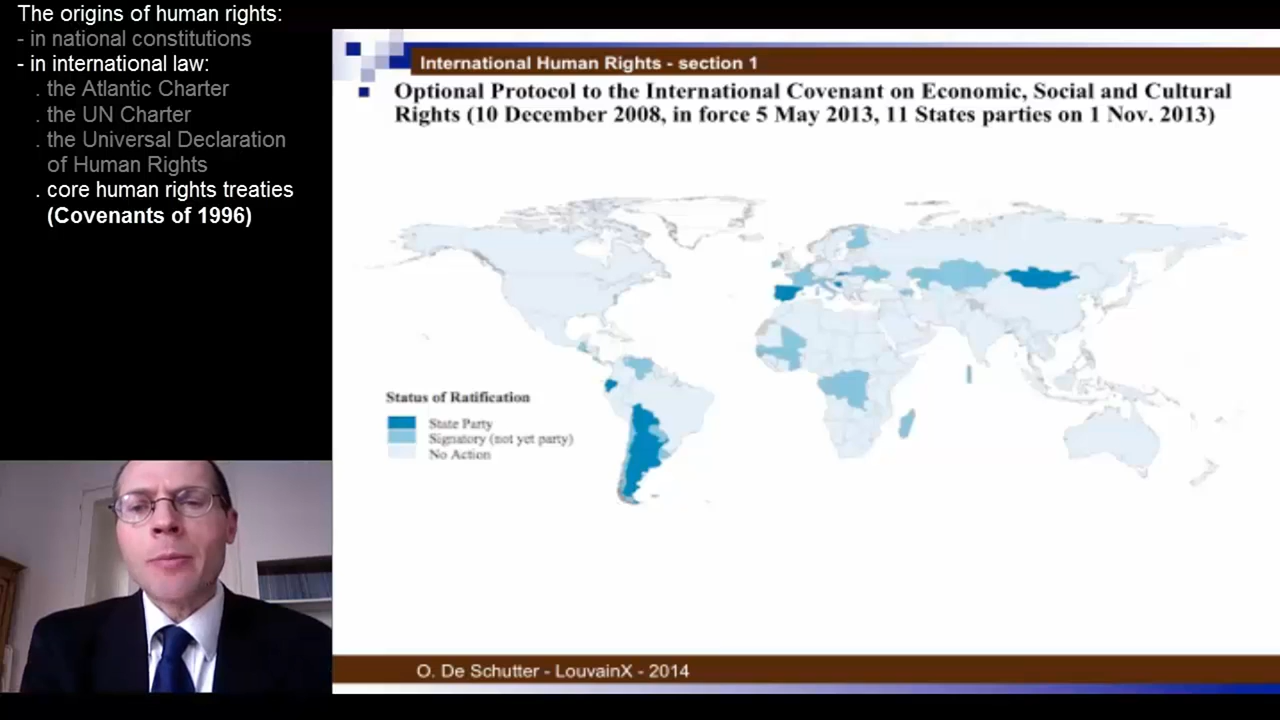 The origins of human rights:
- in national constitutions
- in international law:
. the Atlantic Charter
. the UN Charter
. the Universal Declaration
of Human Rights
. core human rights treaties
(Covenants of 1996)
International Human Rights - section 1
Optional Protocol to the International Covenant on Economic, Social and Cultural
Rights (10 December 2008, in force 5 May 2013, 11 States parties on 1 Nov. 2013)
Status of Ratification
State Party
Signatory (not yet party)
No Action
O. De Schutter - LouvainX - 2014